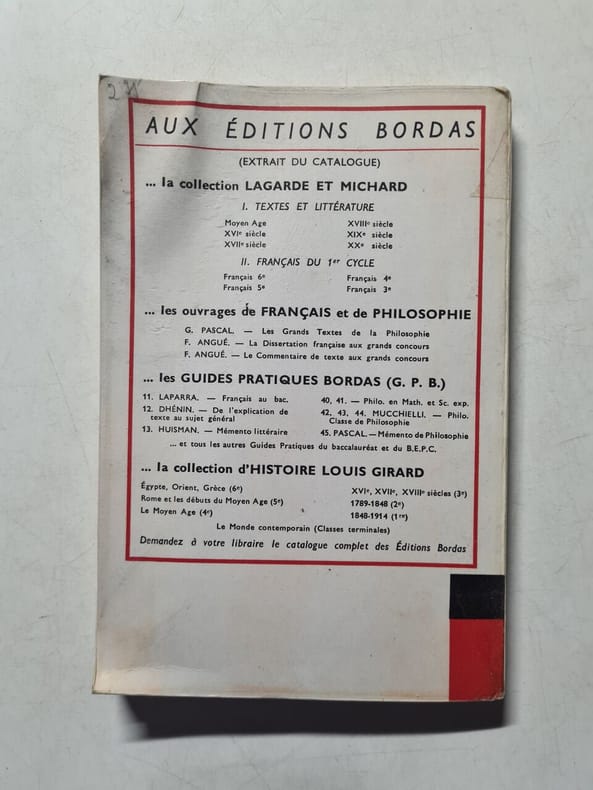 AUX ÉDITIONS BORDAS
(EXTRAIT DU CATALOGUE)
... la collection LAGARDE ET MICHARD
I. TEXTES ET LITTÉRATURE
Moyen Age XVIIIe siècle
XVIe siècle XIXe siècle
XVIIe siècle XXe siècle
II. FRANÇAIS DU 1er CYCLE
Français 6e Français 4e
Français 5e Français 3e
... les ouvrages de FRANÇAIS et de PHILOSOPHIE
G. PASCAL. — Les Grands Textes de la Philosophie
F. ANGUÉ. — La Dissertation française aux grands concours
F. ANGUÉ. — Le Commentaire de texte aux grands concours
... les GUIDES PRATIQUES BORDAS (G. P. B.)
11. LAPARRA. — Français au bac.
12. DHÉNIN. — De l'explication de
texte au sujet général
13. HUISMAN. — Mémento littéraire
40, 41. — Philo. en Math. et Sc. exp.
42, 43, 44. MUCCHIELLI. — Philo.
Classe de Philosophie
45. PASCAL. — Mémento de Philosophie
... et tous les autres Guides Pratiques du baccalauréat et du B.E.P.C.
... la collection d'HISTOIRE LOUIS GIRARD
Égypte, Orient, Grèce (6e) XVIe, XVIIe, XVIIIe siècles (3e)
Rome et les débuts du Moyen Age (5e) 1789-1848 (2e)
Le Moyen Age (4e) 1848-1914 (1re)
Le Monde contemporain (Classes terminales)
Demandez à votre libraire le catalogue complet des Éditions Bordas